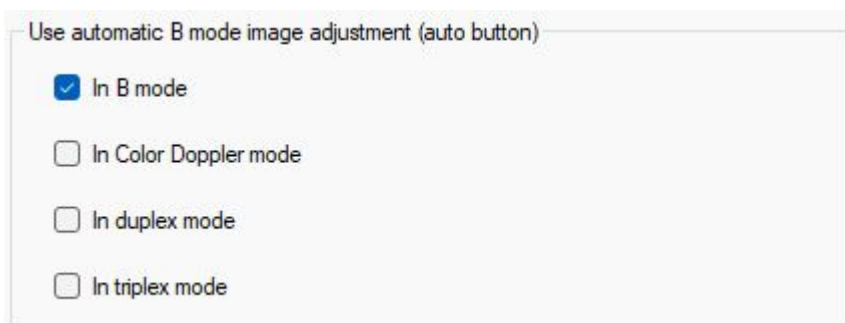 Use automatic B mode image adjustment (auto button)
In B mode
In Color Doppler mode
In duplex mode
In triplex mode